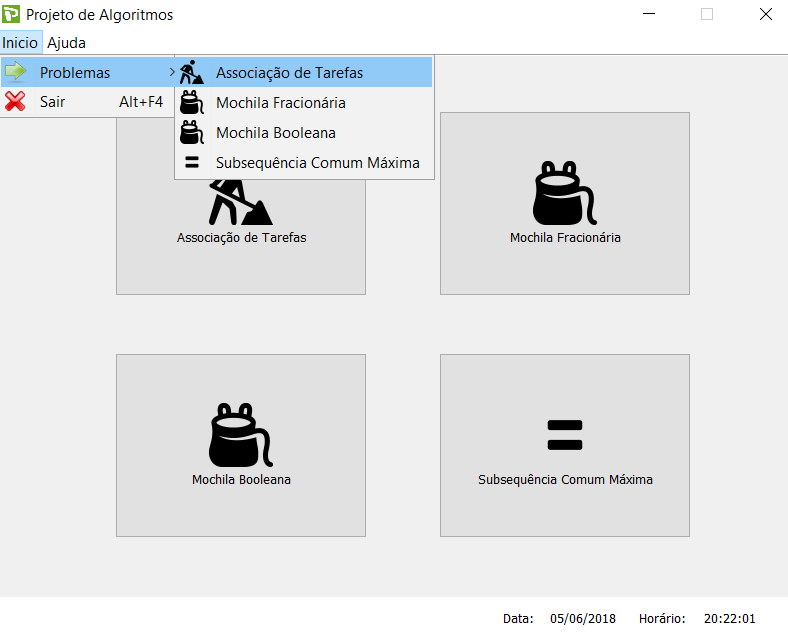 Projeto de Algoritmos
Inicio Ajuda
Problemas
Sair Alt+F4
Associação de Tarefas
Mochila Fracionária
Mochila Booleana
Subsequência Comum Máxima
Associação de Tarefas
Mochila Fracionária
Mochila Booleana
Subsequência Comum Máxima
Data: 05/06/2018 Horário: 20:22:01